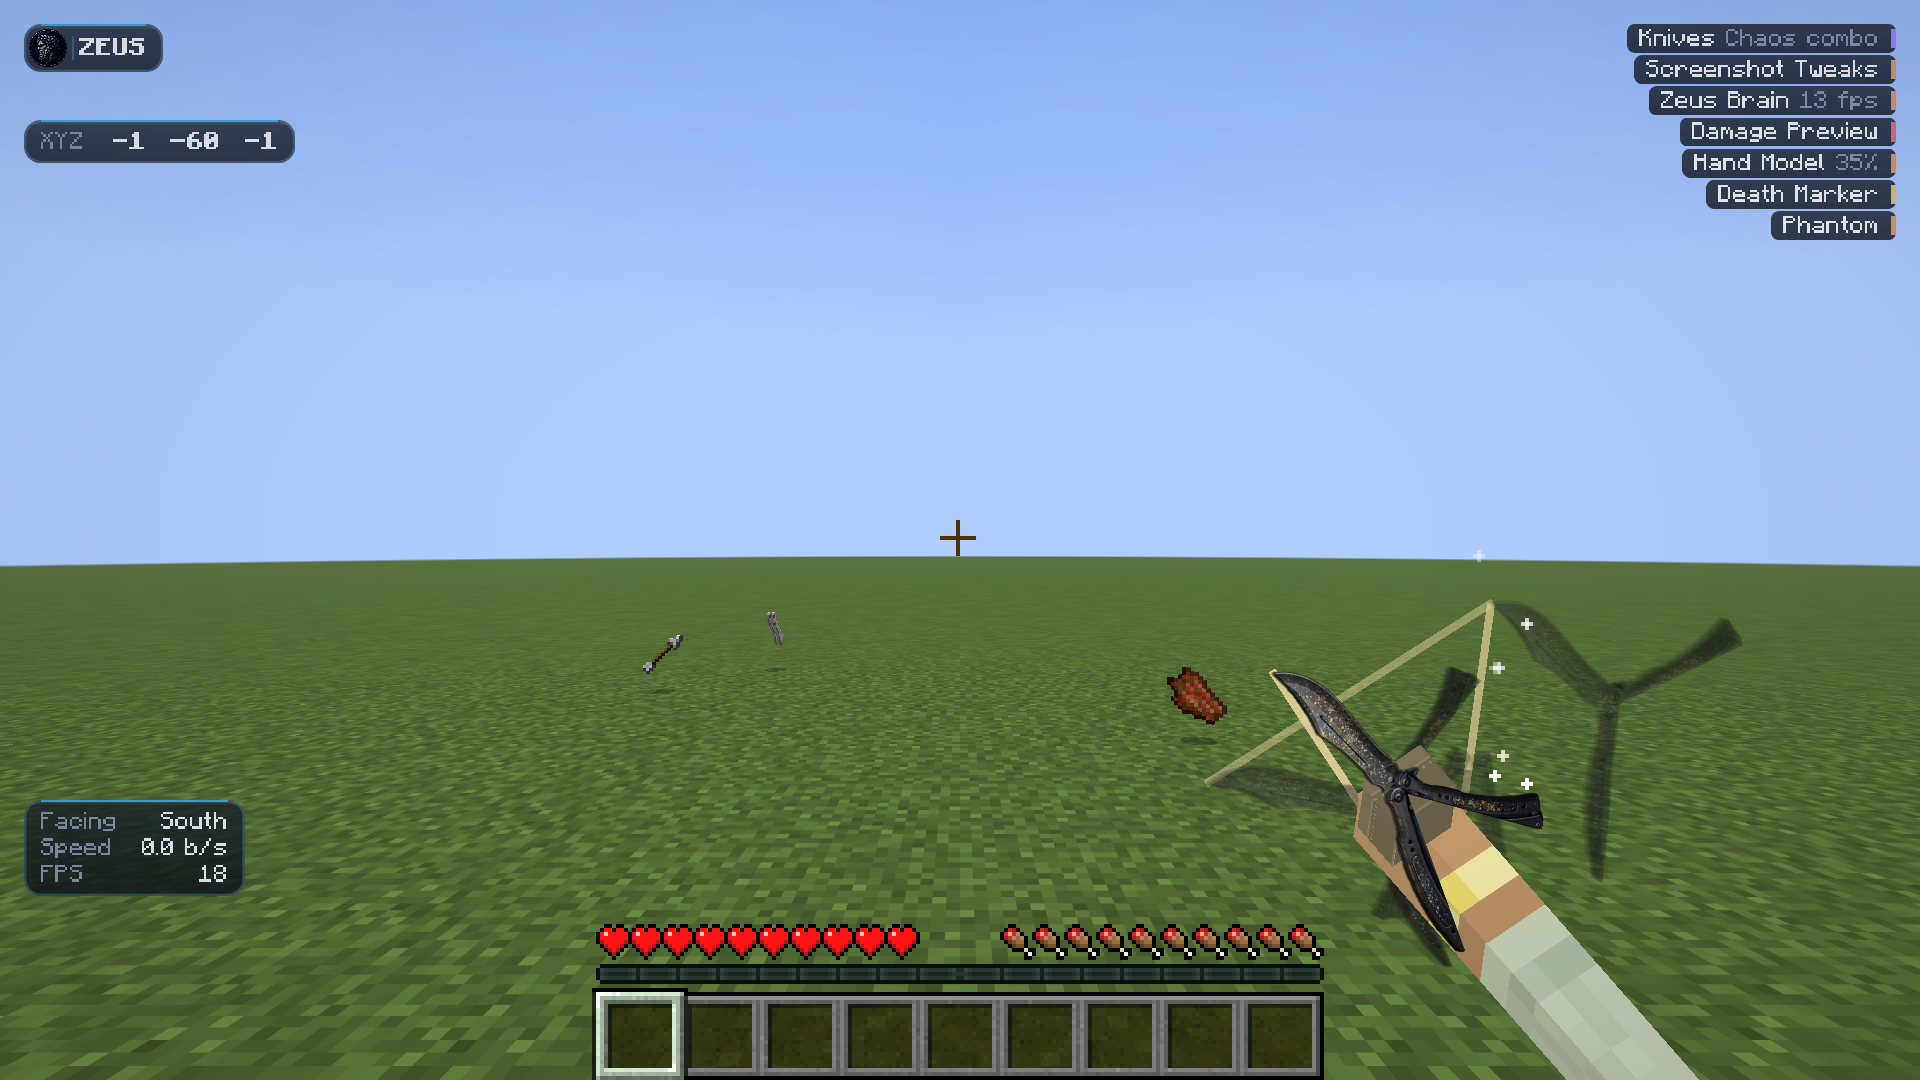 ZEUS
XYZ -1 -60 -1
Knives Chaos combo
Screenshot Tweaks
Zeus Brain 13 fps
Damage Preview
Hand Model 35%
Death Marker
Phantom
Facing South
Speed 0.0 b/s
FPS 18